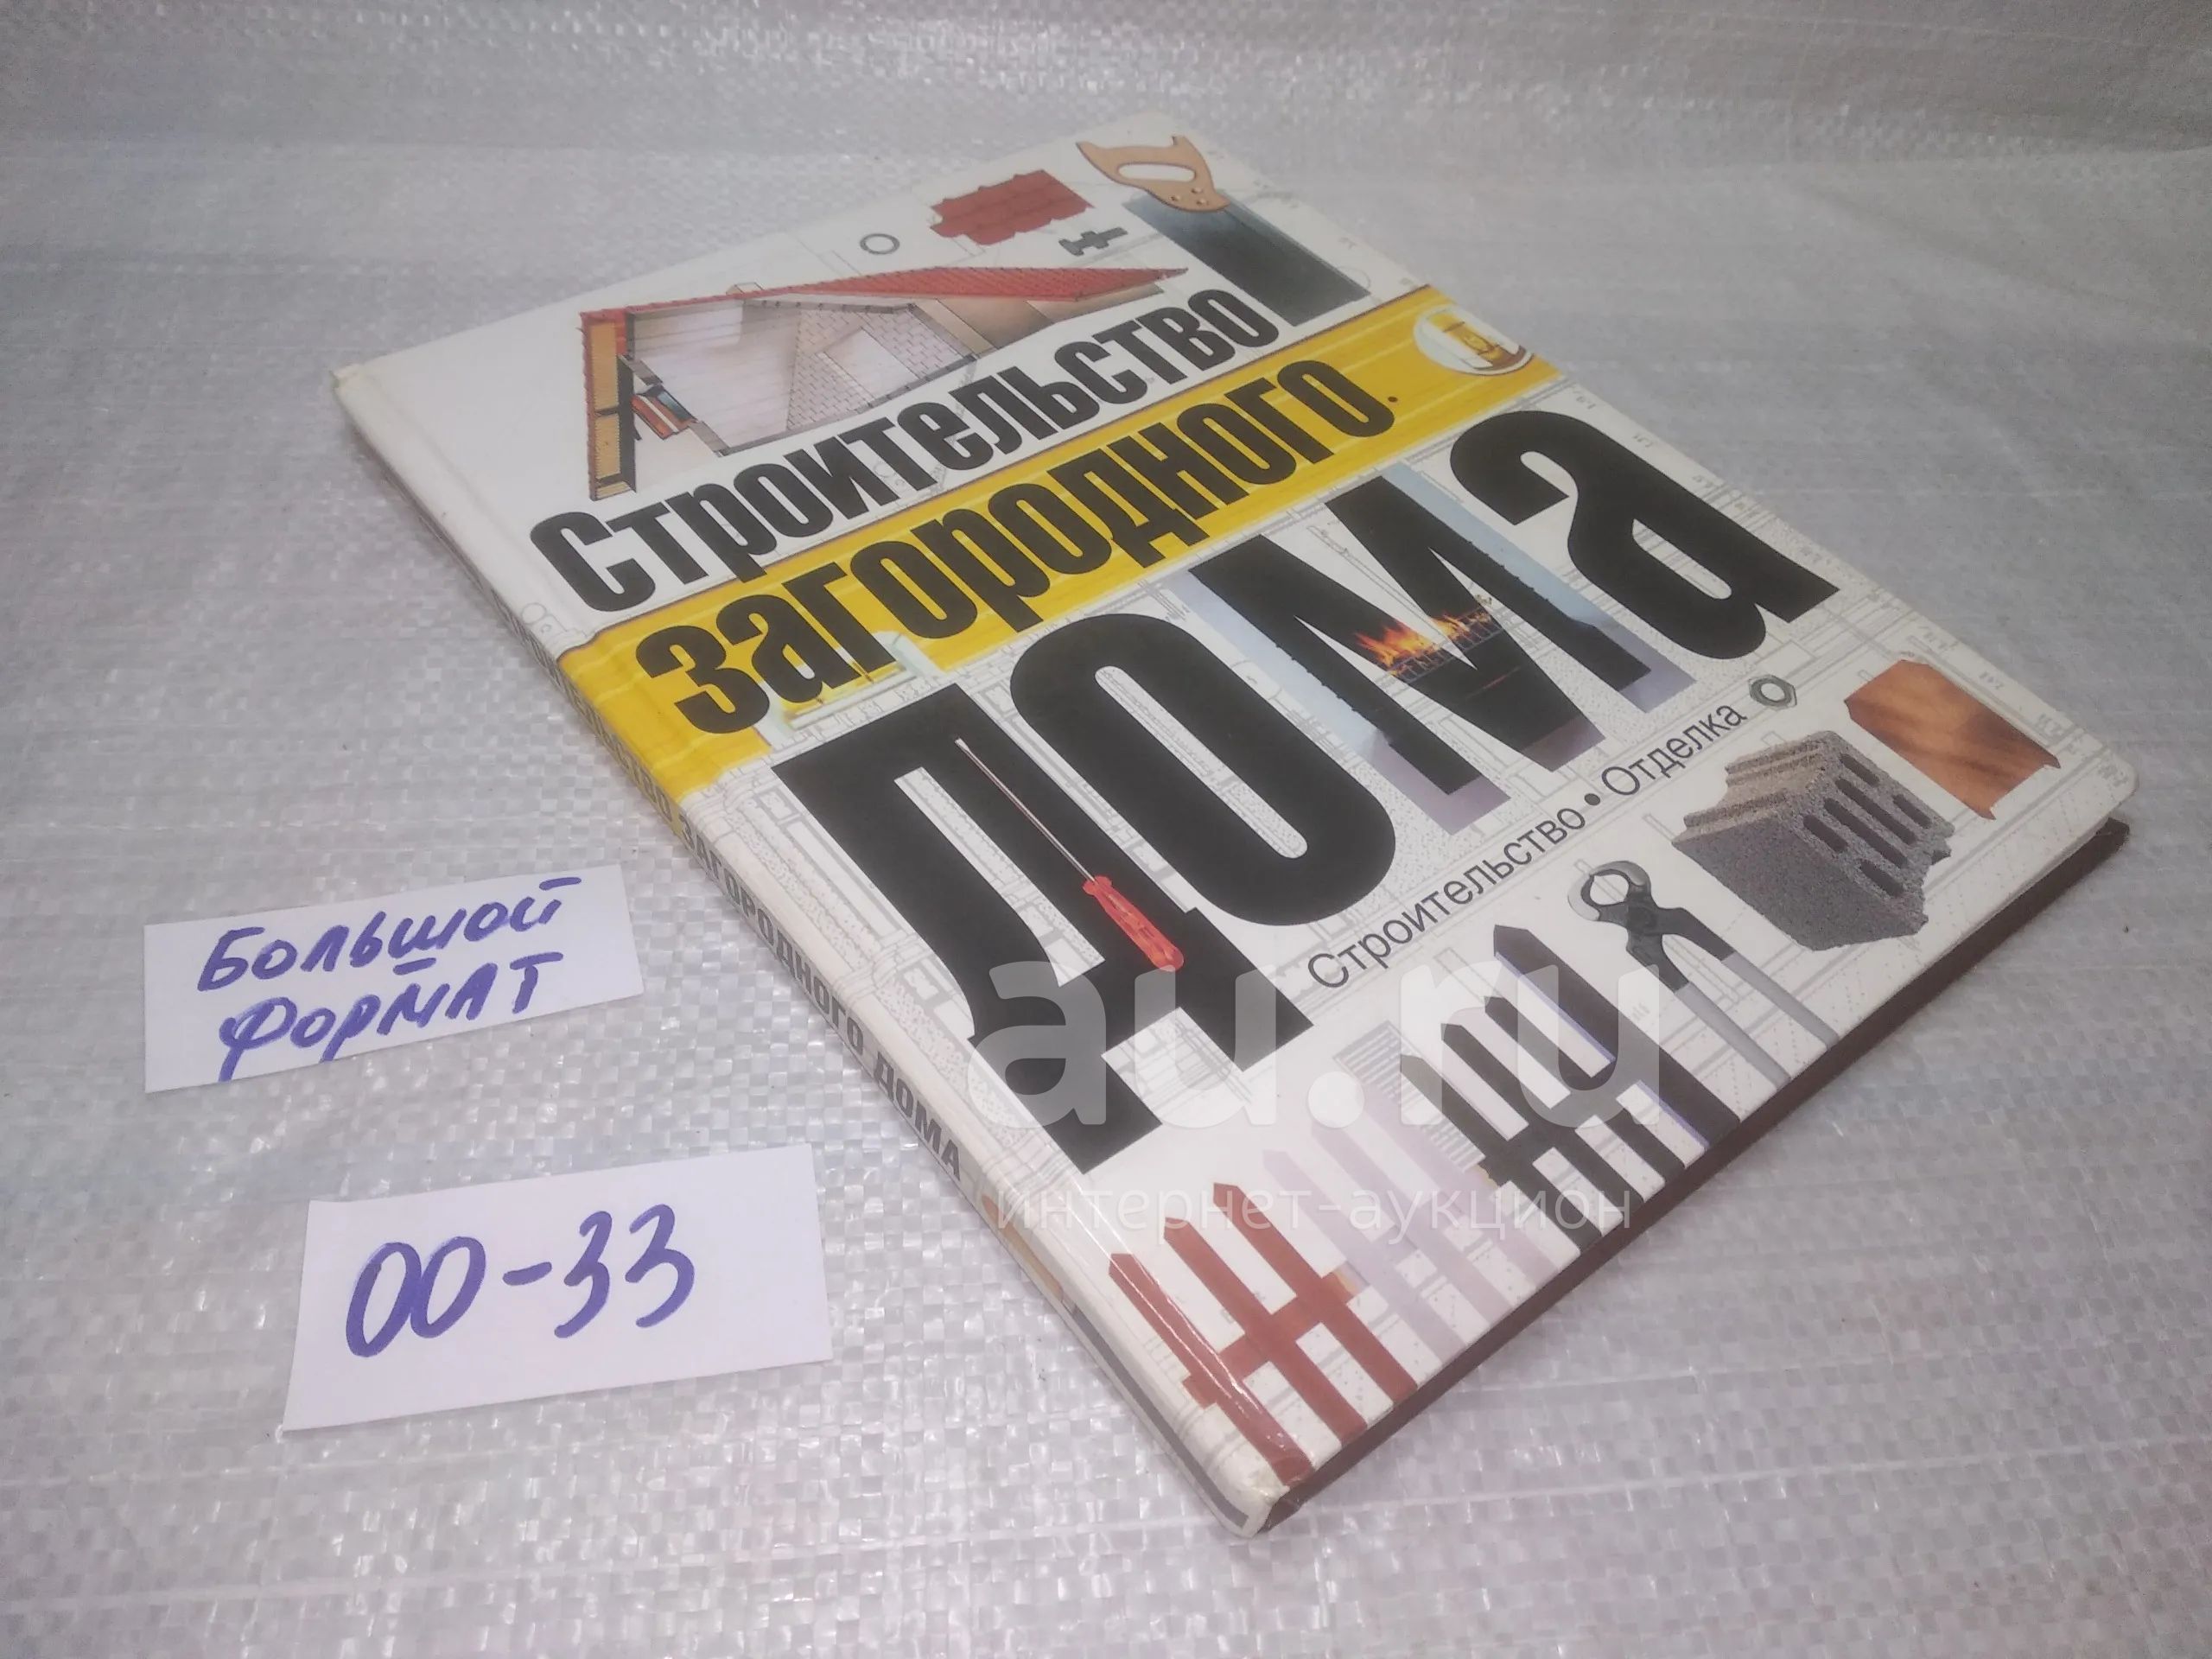 Строительство
загородного
дома
Строительство • Отделка
СТРОИТЕЛЬСТВО ЗАГОРОДНОГО ДОМА
БОЛЬШОЙ
ФОРМАТ
00-33
au.ru
интернет-аукцион